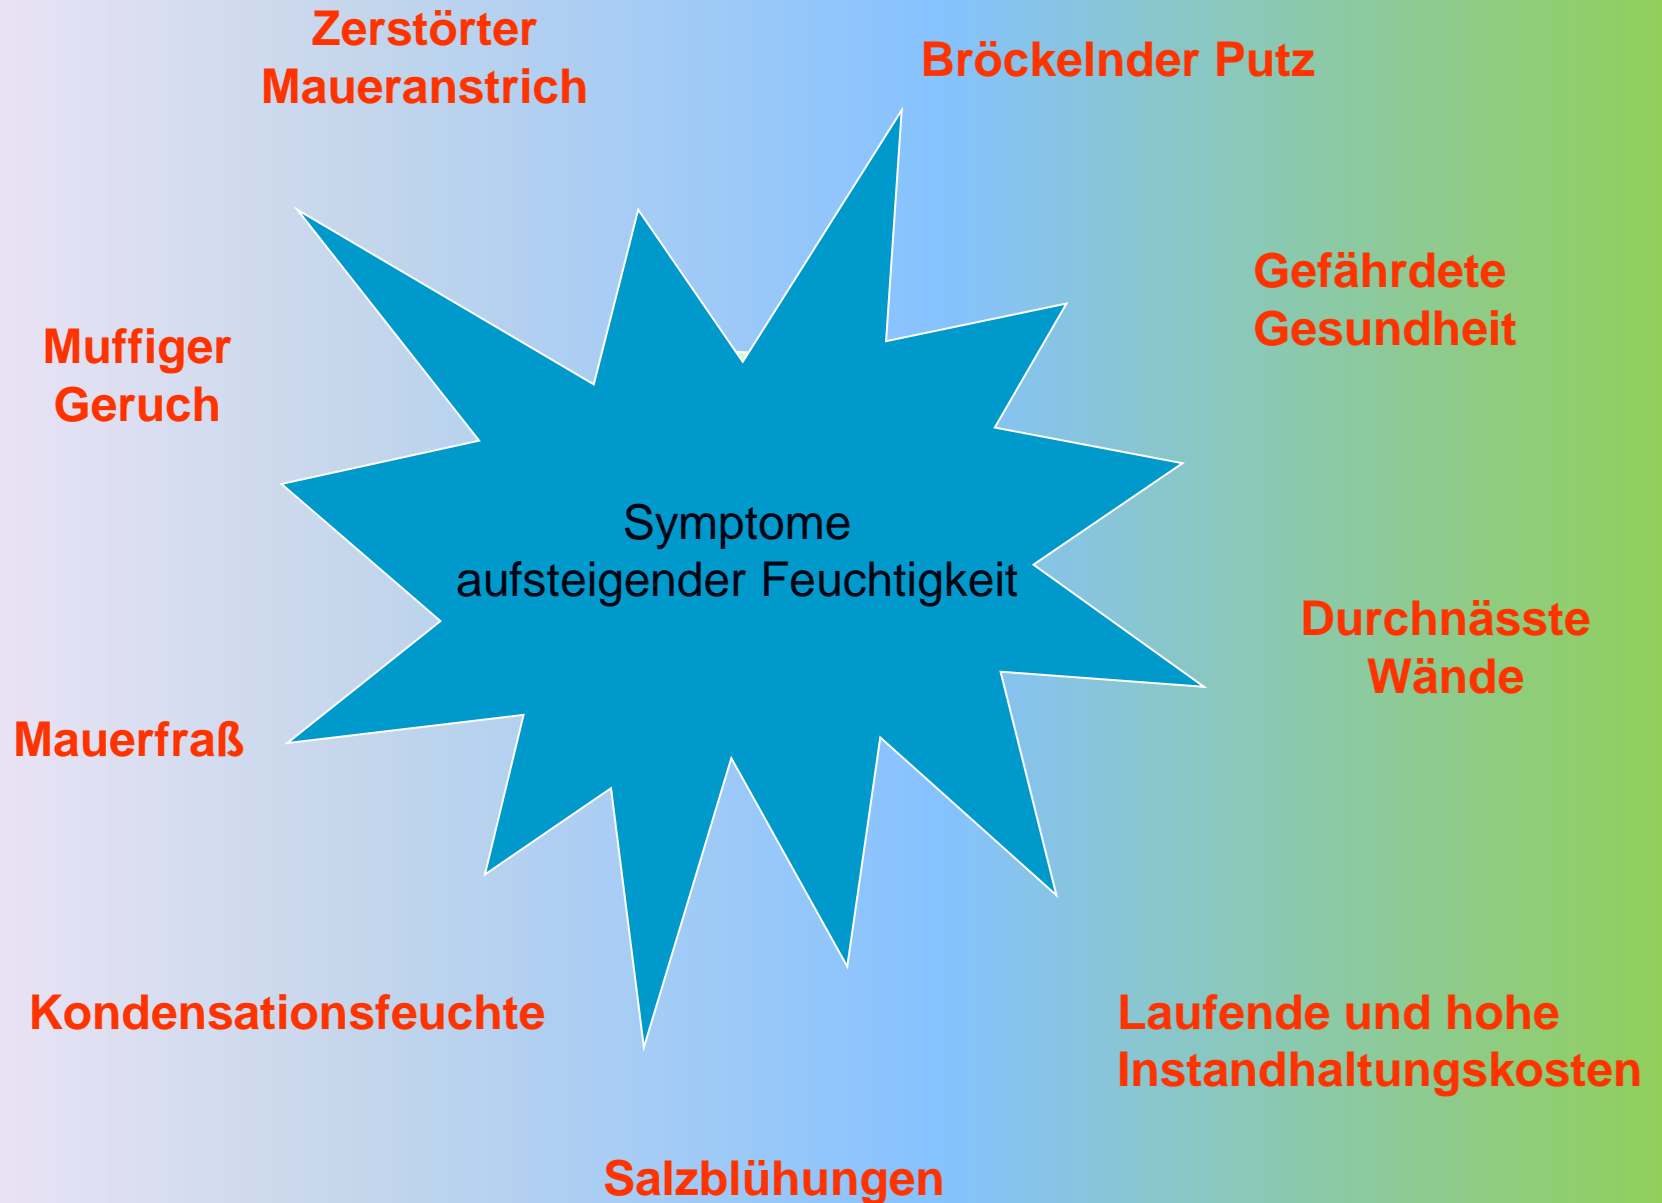 Zerstörter
Maueranstrich
Bröckelnder Putz
Gefährdete
Gesundheit
Muffiger
Geruch
Symptome
aufsteigender Feuchtigkeit
Durchnässte
Wände
Mauerfraß
Kondensationsfeuchte
Laufende und hohe
Instandhaltungskosten
Salzblühungen